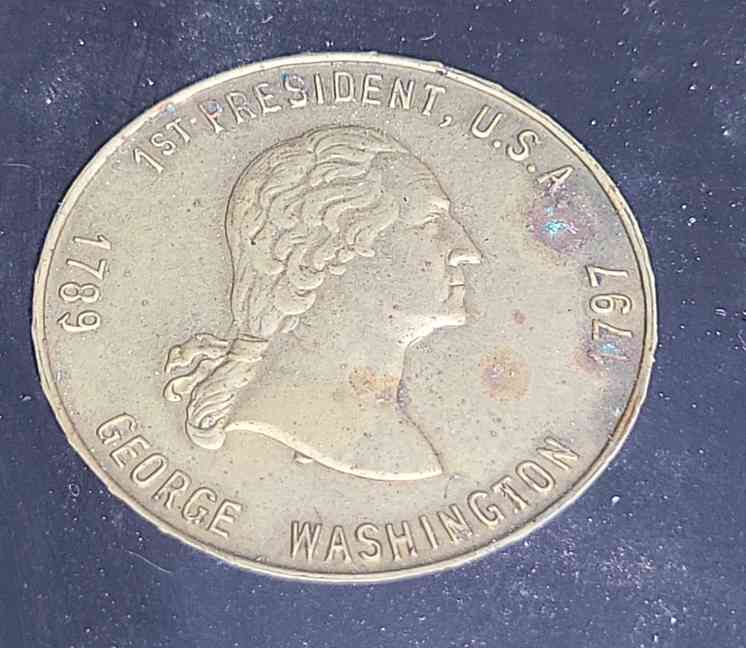 1ST. PRESIDENT, U.S.A.
1789
1797
GEORGE WASHINGTON